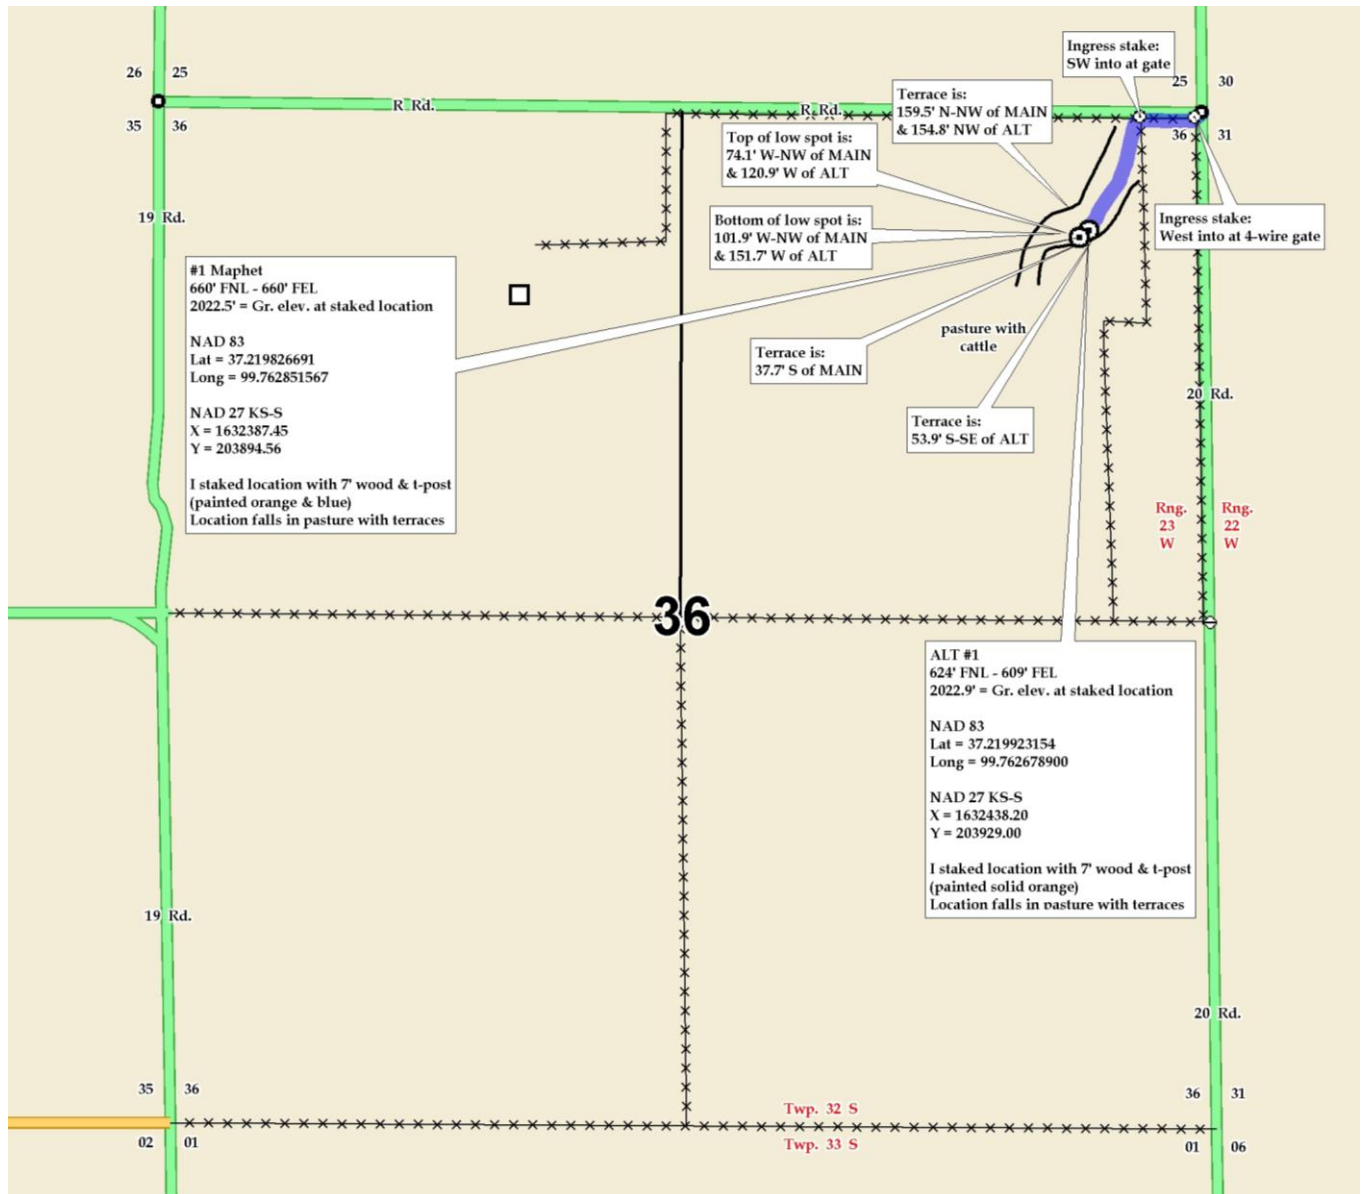 Ingress stake:
SW into at gate
26 25
25 30
Terrace is:
159.5' N-NW of MAIN
& 154.8' NW of ALT
R Rd.
R Rd.
35 36
36 31
Top of low spot is:
74.1' W-NW of MAIN
& 120.9' W of ALT
19 Rd.
Bottom of low spot is:
101.9' W-NW of MAIN
& 151.7' W of ALT
Ingress stake:
West into at 4-wire gate
#1 Maphet
660' FNL - 660' FEL
2022.5' = Gr. elev. at staked location
NAD 83
Lat = 37.219826691
Long = 99.762851567
NAD 27 KS-S
X = 1632387.45
Y = 203894.56
I staked location with 7' wood & t-post
(painted orange & blue)
Location falls in pasture with terraces
pasture with
cattle
Terrace is:
37.7' S of MAIN
20 Rd.
Terrace is:
53.9' S-SE of ALT
Rng. Rng.
23 22
W W
36
ALT #1
624' FNL - 609' FEL
2022.9' = Gr. elev. at staked location
NAD 83
Lat = 37.219923154
Long = 99.762678900
NAD 27 KS-S
X = 1632438.20
Y = 203929.00
I staked location with 7' wood & t-post
(painted solid orange)
Location falls in pasture with terraces
19 Rd.
20 Rd.
35 36
36 31
Twp. 32 S
02 01
Twp. 33 S
01 06